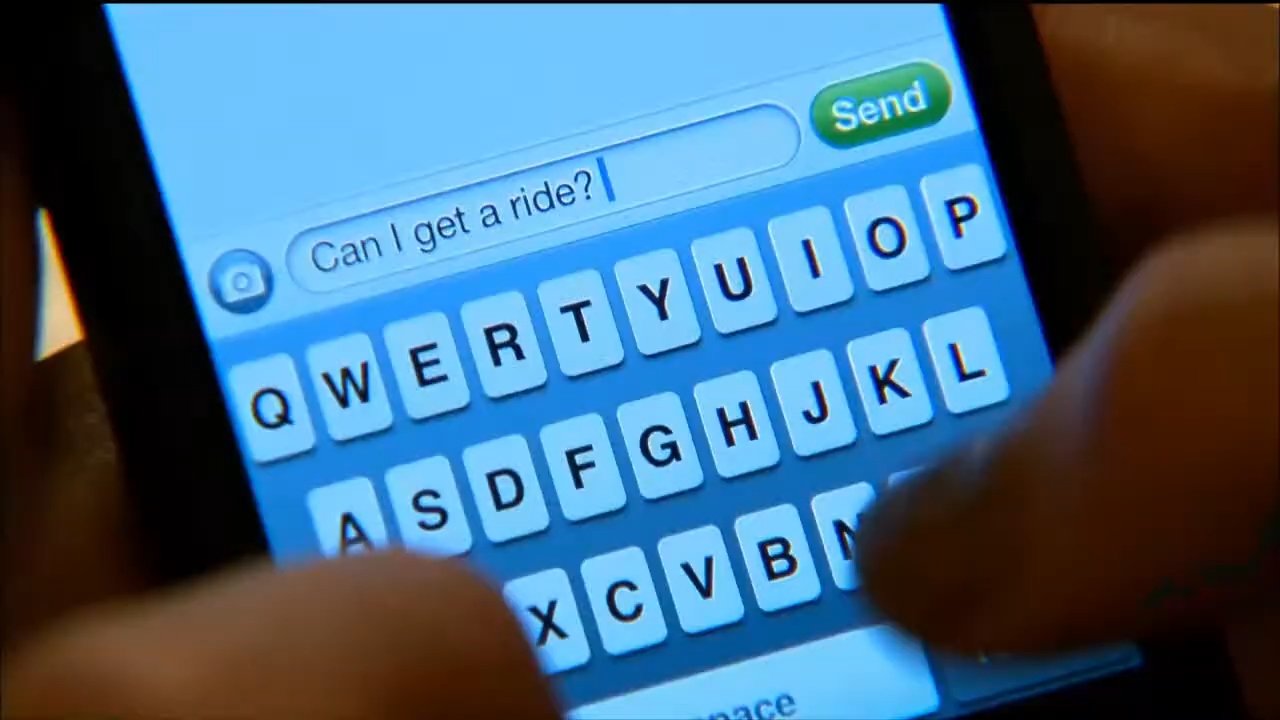 Send
Can I get a ride?
Q W E R T Y U I O P
A S D F G H J K L
X C V B N